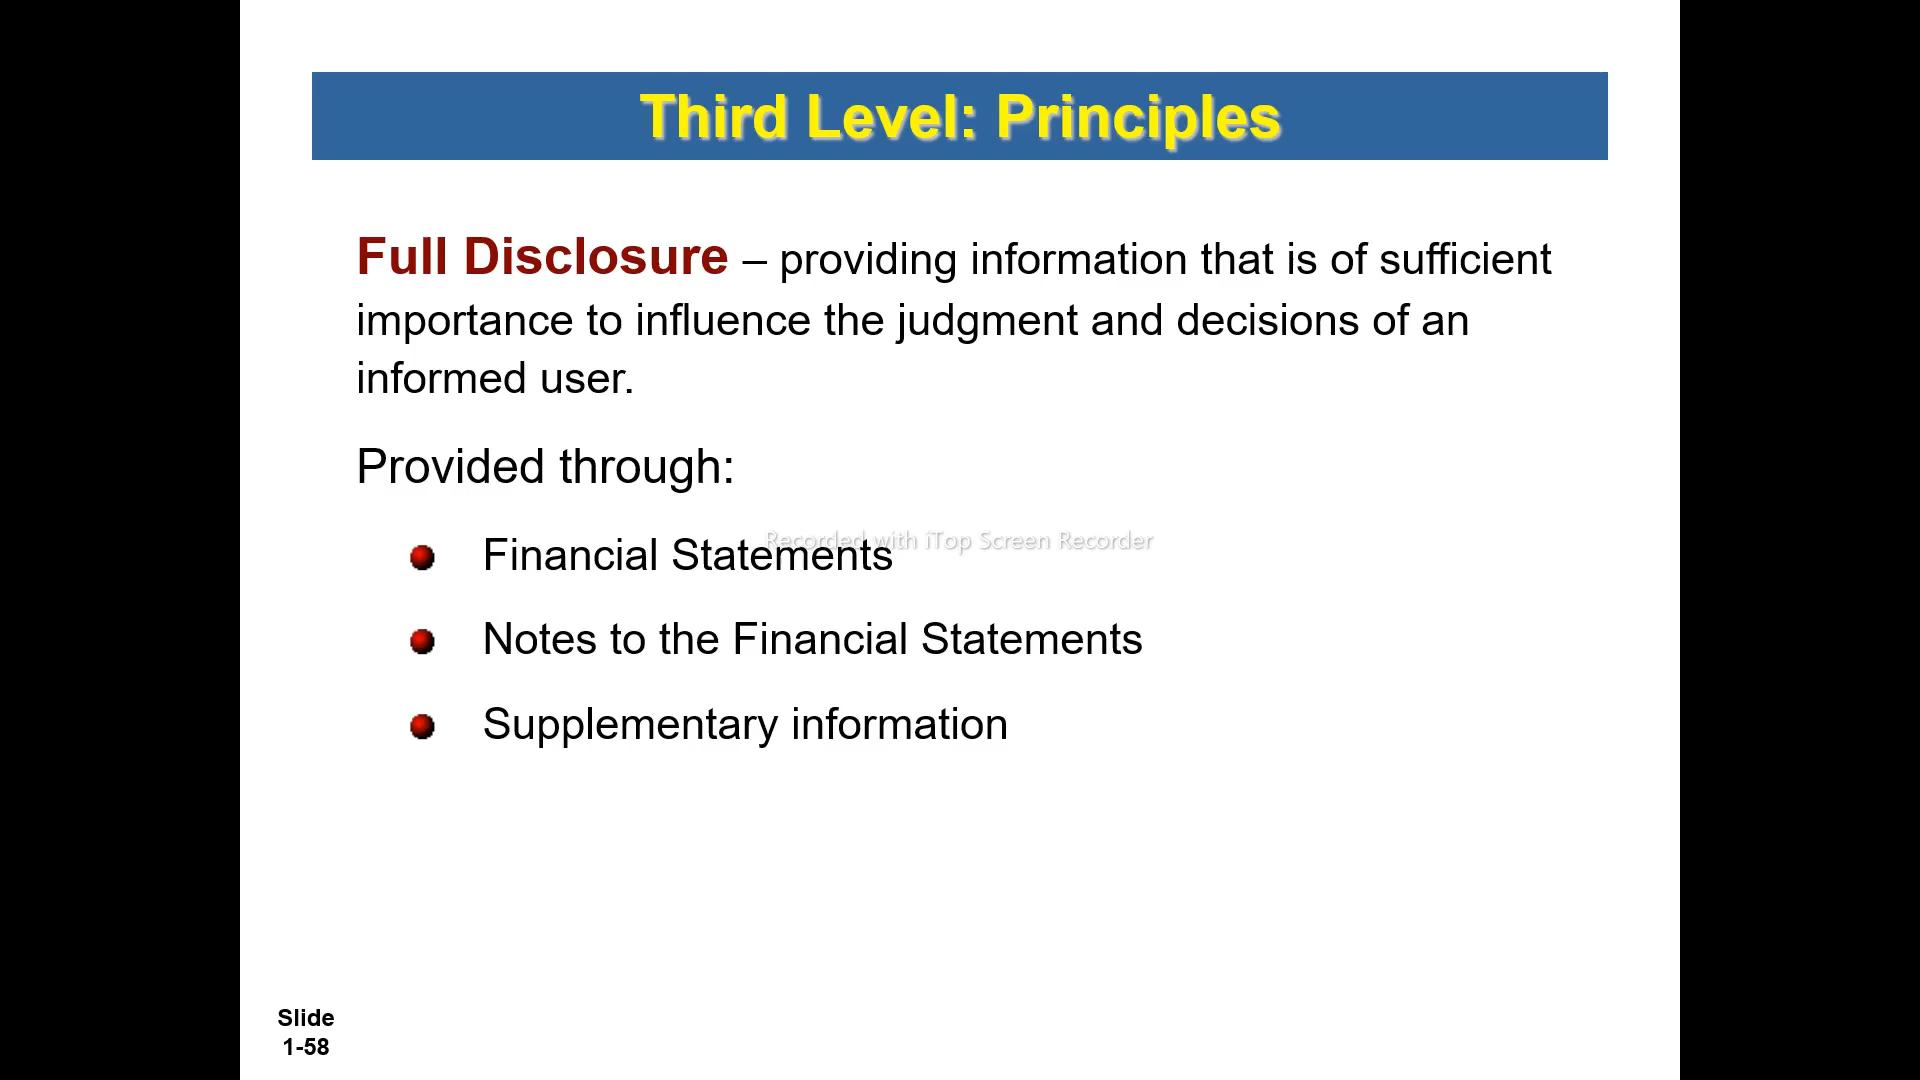 Third Level: Principles
Full Disclosure – providing information that is of sufficient
importance to influence the judgment and decisions of an
informed user.
Provided through:
Recorded with iTop Screen Recorder
Financial Statements
Notes to the Financial Statements
Supplementary information
Slide
1-58